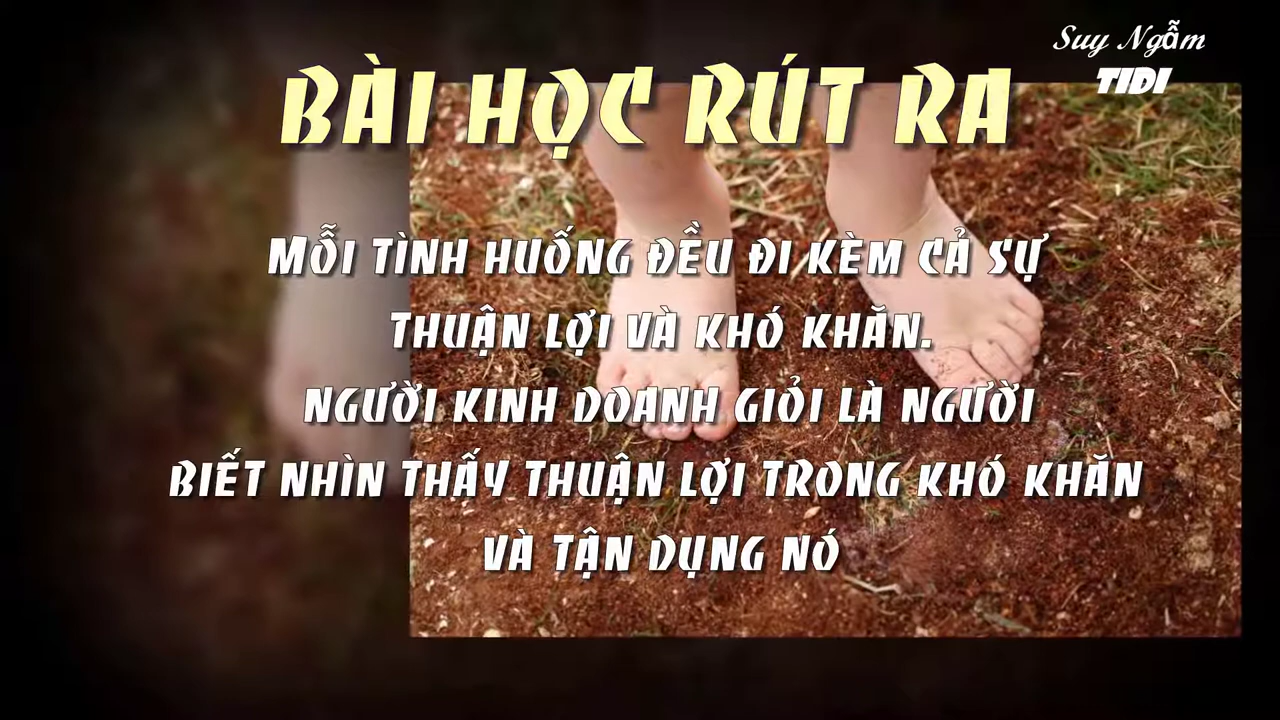 Suy Ngẫm
TIDI
BÀI HỌC RÚT RA
MỖI TÌNH HUỐNG ĐỀU ĐI KÈM CẢ SỰ
THUẬN LỢI VÀ KHÓ KHĂN.
NGƯỜI KINH DOANH GIỎI LÀ NGƯỜI
BIẾT NHÌN THẤY THUẬN LỢI TRONG KHÓ KHĂN
VÀ TẬN DỤNG NÓ